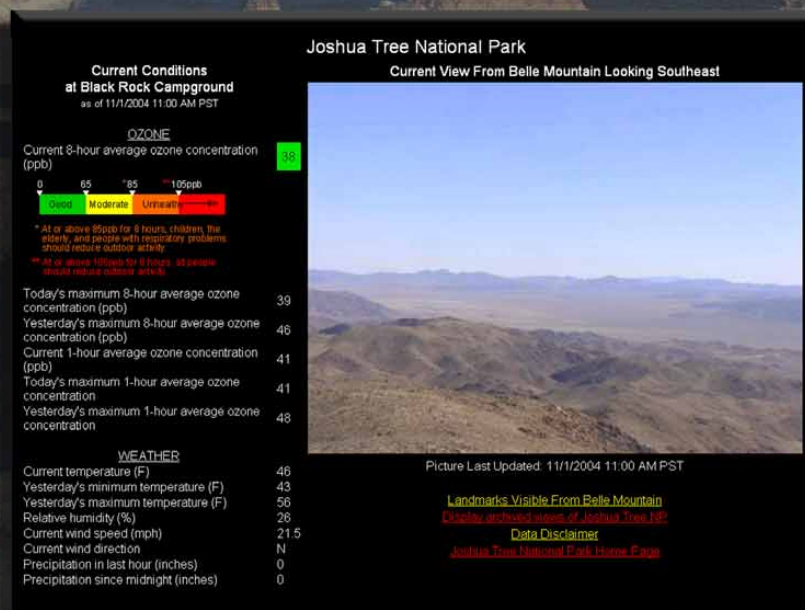 Joshua Tree National Park
Current Conditions
at Black Rock Campground
as of 11/1/2004 11:00 AM PST
Current View From Belle Mountain Looking Southeast
OZONE
Current 8-hour average ozone concentration
(ppb)
38
0 65 *85 **105ppb
Good Moderate Unhealthy
* At or above 85ppb for 8 hours, children, the
elderly, and people with respiratory problems
should reduce outdoor activity.
** At or above 105ppb for 8 hours, all people
should reduce outdoor activity.
Today's maximum 8-hour average ozone
concentration (ppb) 39
Yesterday's maximum 8-hour average ozone
concentration (ppb) 46
Current 1-hour average ozone concentration
(ppb) 41
Today's maximum 1-hour average ozone
concentration 41
Yesterday's maximum 1-hour average ozone
concentration 48
WEATHER
Current temperature (F) 46
Yesterday's minimum temperature (F) 43
Yesterday's maximum temperature (F) 56
Relative humidity (%) 26
Current wind speed (mph) 21.5
Current wind direction N
Precipitation in last hour (inches) 0
Precipitation since midnight (inches) 0
Picture Last Updated: 11/1/2004 11:00 AM PST
Landmarks Visible From Belle Mountain
Display archived views of Joshua Tree NP
Data Disclaimer
Joshua Tree National Park Home Page